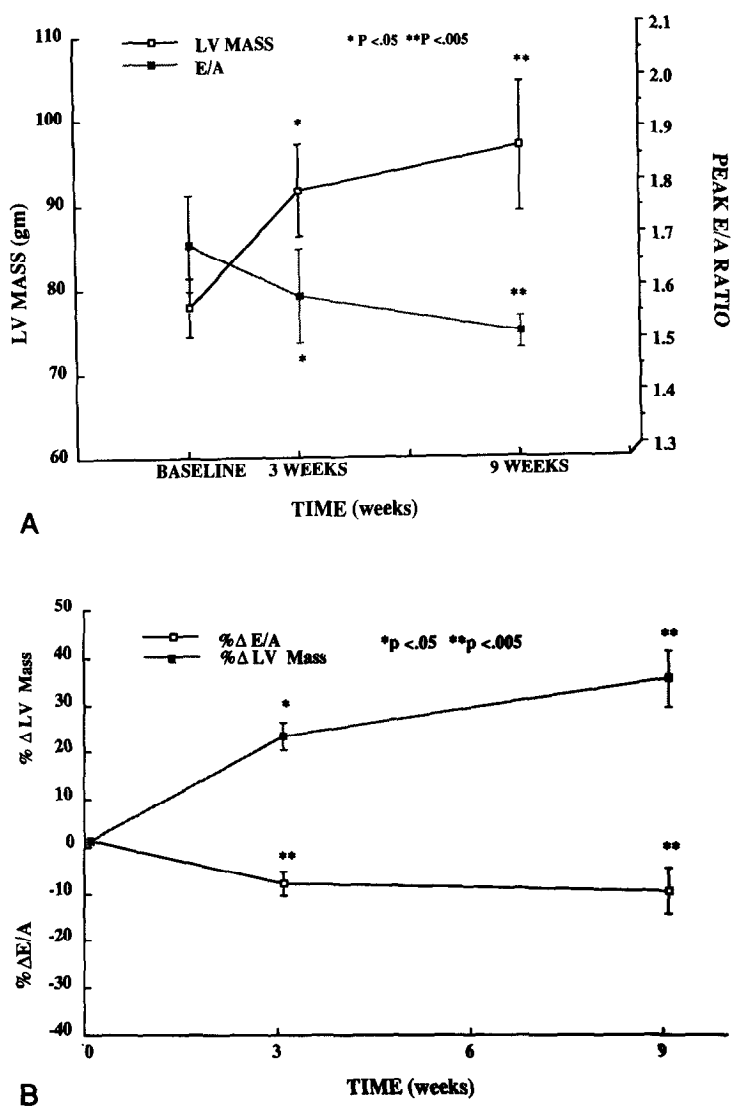 110
100
90
80
70
60
LV MASS (gm)
LV MASS
E/A
* P <.05 **P <.005
*
**
**
*
2.1
2.0
1.9
1.8
1.7
1.6
1.5
1.4
1.3
PEAK E/A RATIO
BASELINE 3 WEEKS 9 WEEKS
TIME (weeks)
A
50
40
30
20
10
0
-10
-20
-30
-40
% Δ LV Mass
%ΔE/A
%Δ E/A
%Δ LV Mass
*p <.05 **p <.005
*
**
**
**
0 3 6 9
TIME (weeks)
B